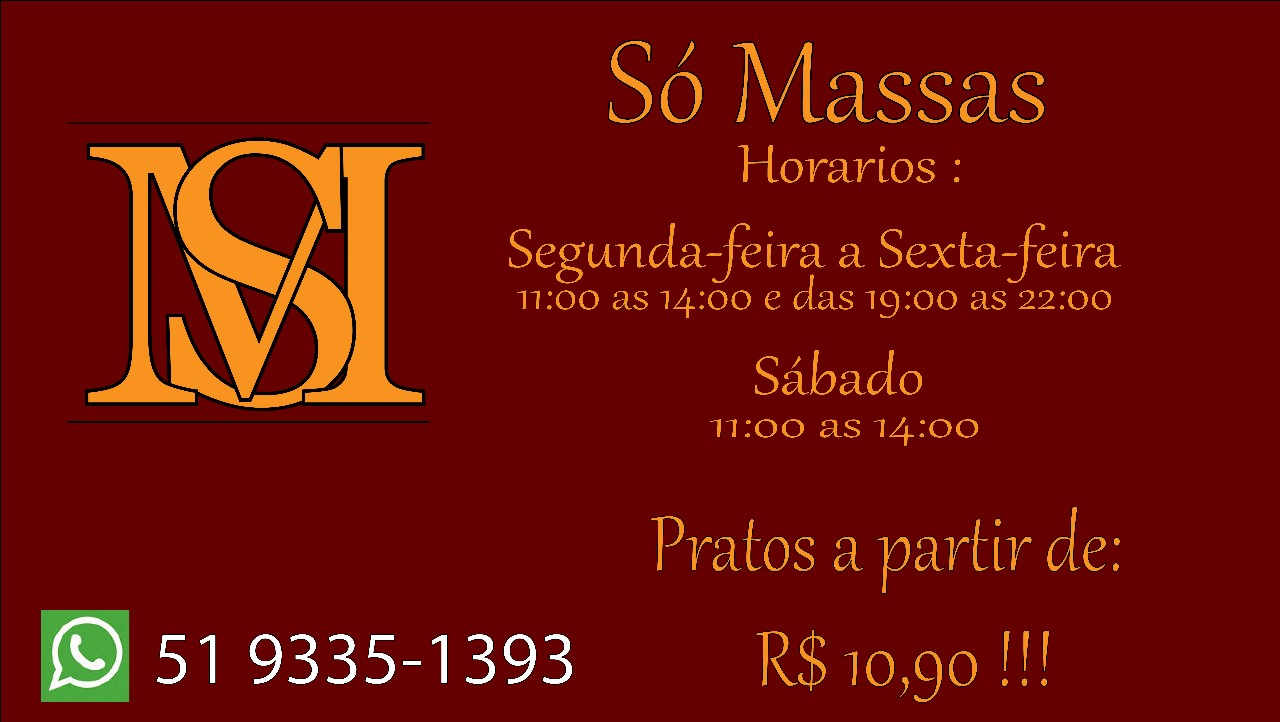 SM
Só Massas
Horarios :
Segunda-feira a Sexta-feira
11:00 as 14:00 e das 19:00 as 22:00
Sábado
11:00 as 14:00
Pratos a partir de:
R$ 10,90 !!!
51 9335-1393